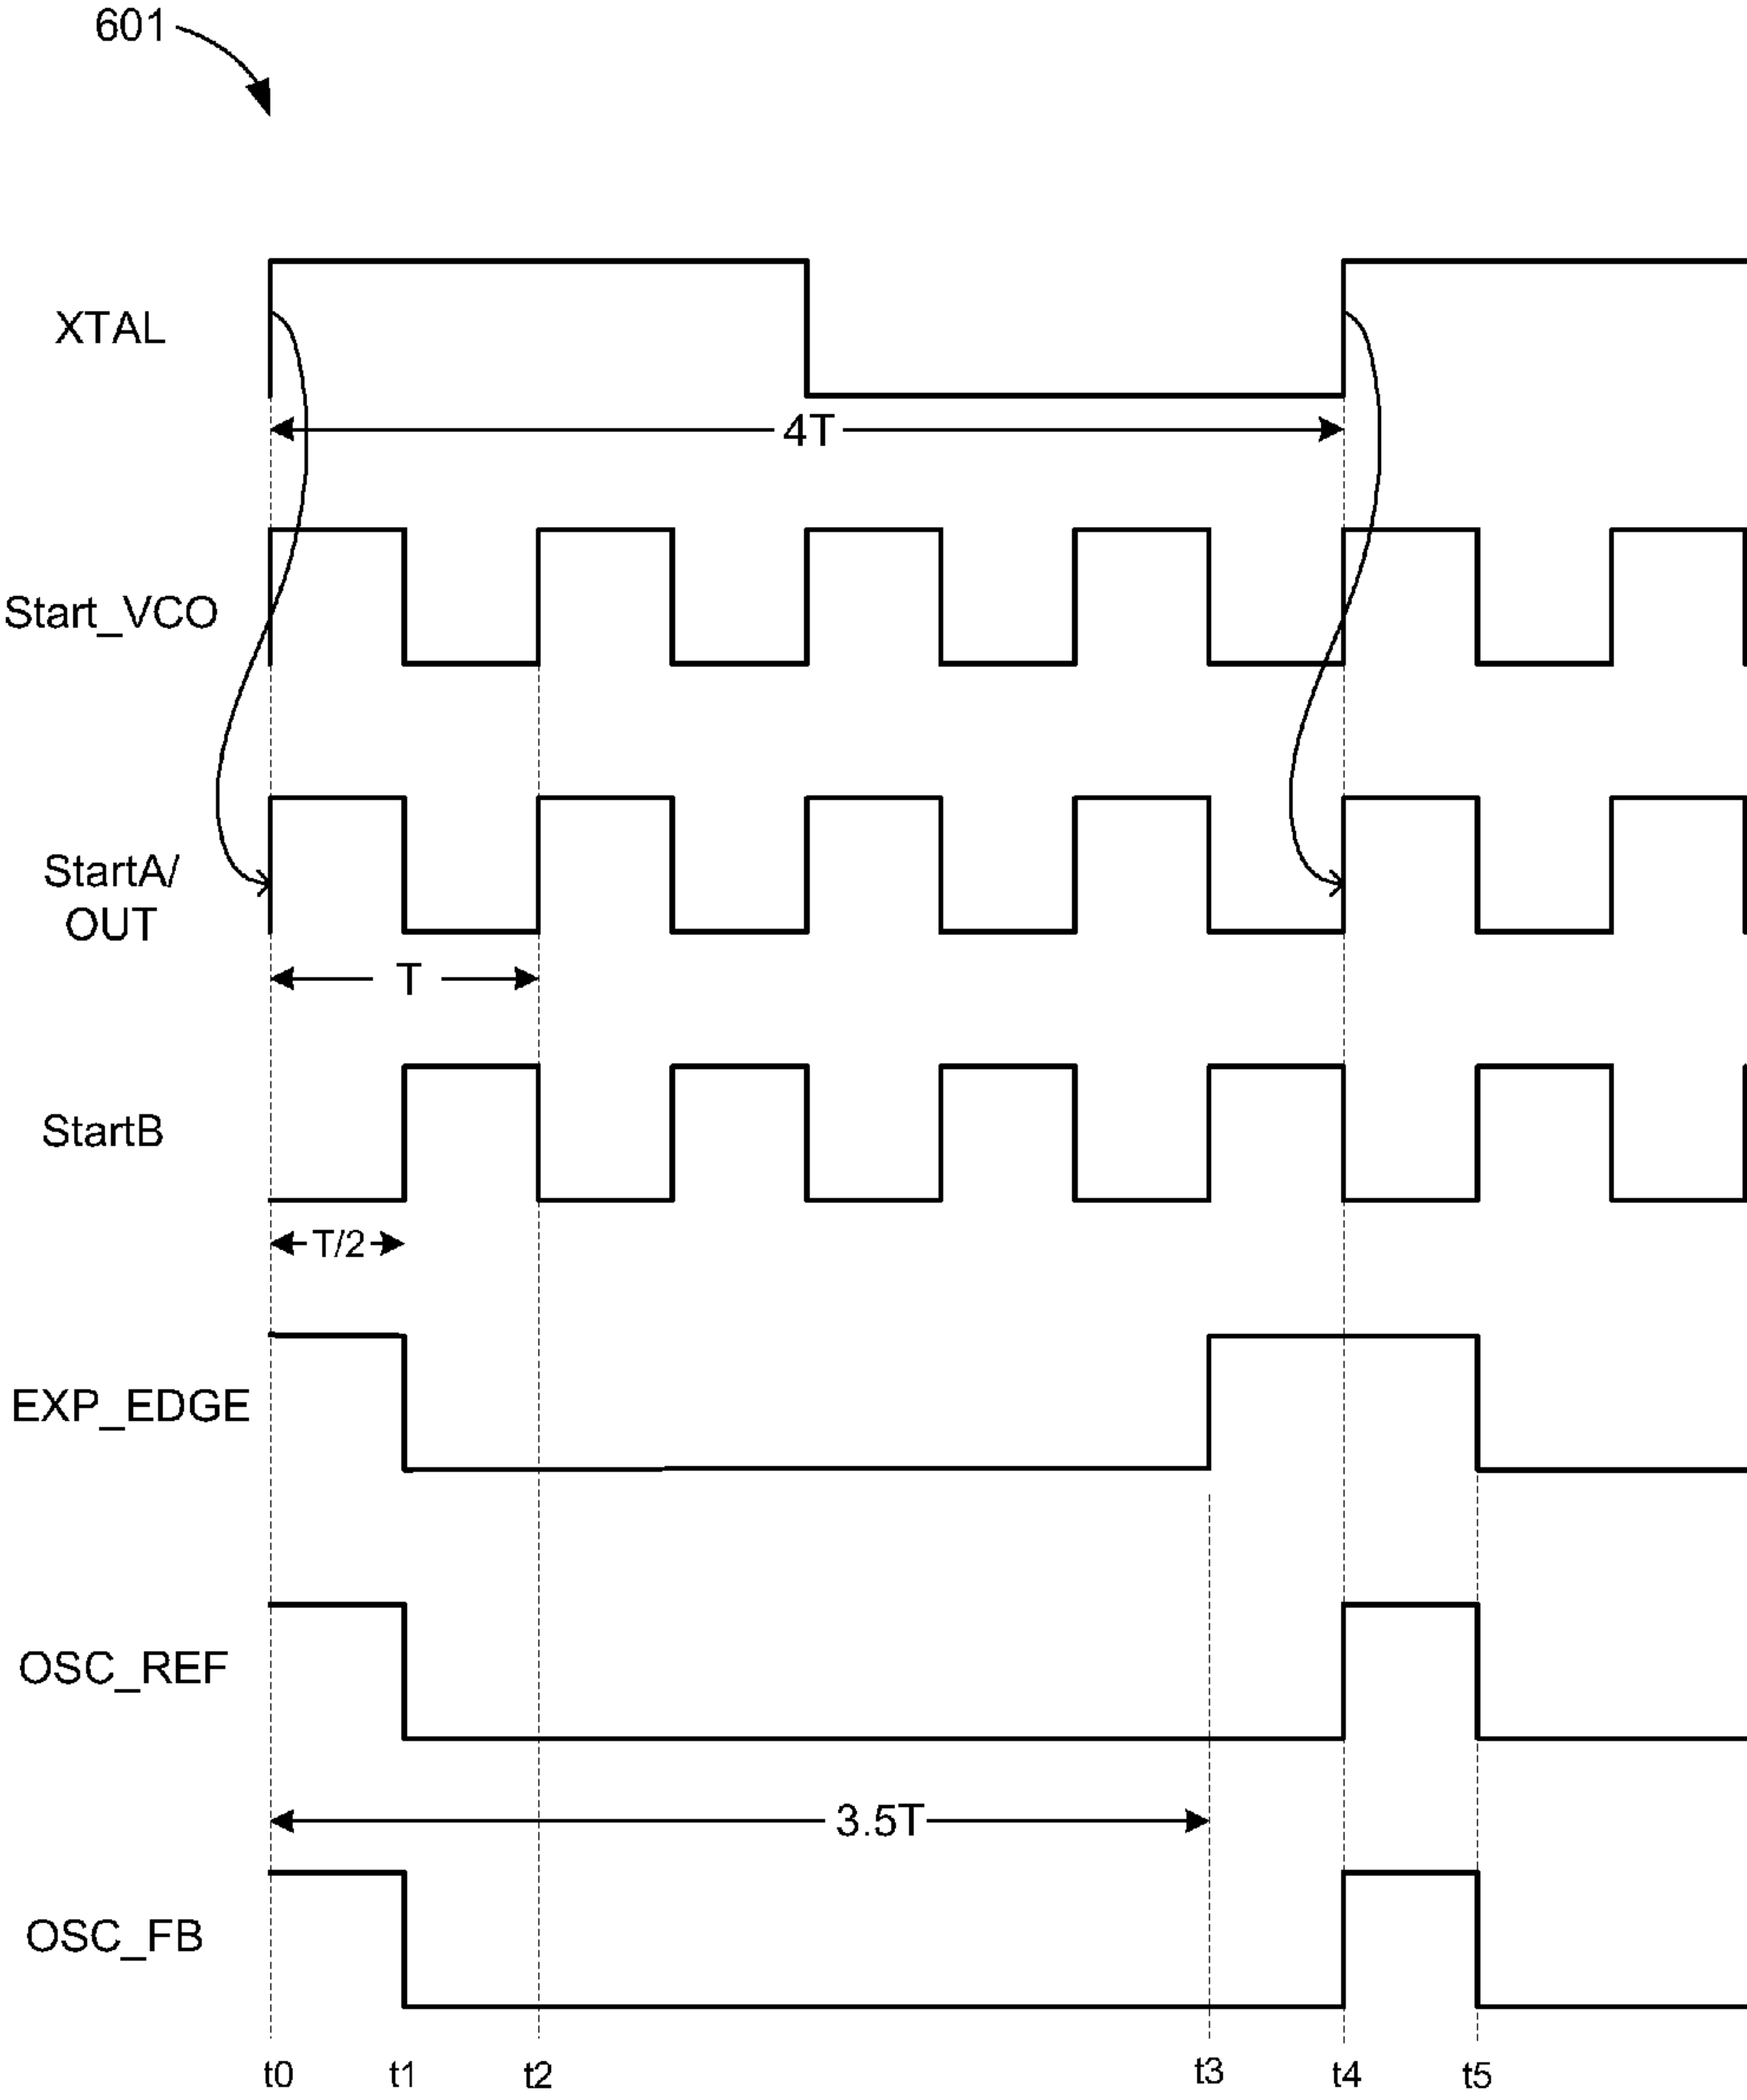 601
XTAL
4T
Start_VCO
StartA/
OUT
T
StartB
T/2
EXP_EDGE
OSC_REF
3.5T
OSC_FB
t0 t1 t2 t3 t4 t5